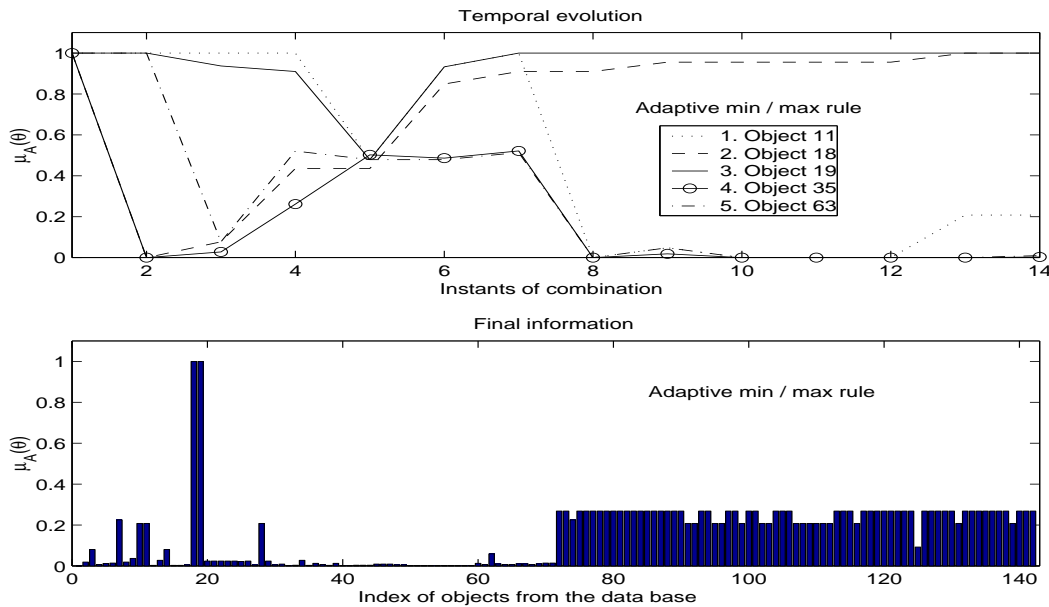 Temporal evolution
1
0.8
0.6
0.4
0.2
0
μ_A(θ)
Adaptive min / max rule
1. Object 11
2. Object 18
3. Object 19
4. Object 35
5. Object 63
2 4 6 8 10 12 14
Instants of combination
Final information
1
0.8
0.6
0.4
0.2
0
μ_A(θ)
Adaptive min / max rule
0 20 40 60 80 100 120 140
Index of objects from the data base